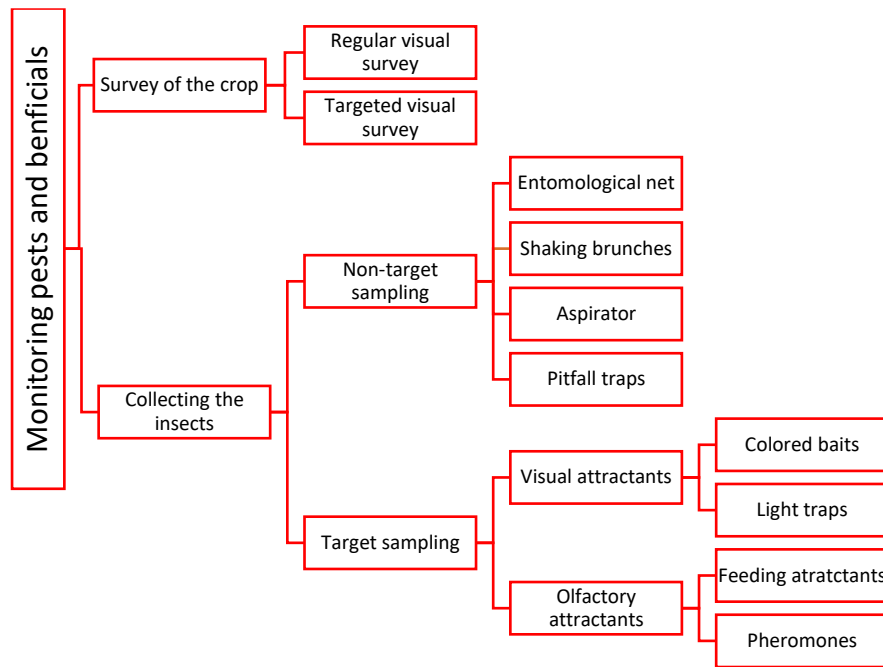 Monitoring pests and benficials
Survey of the crop
Regular visual
survey
Targeted visual
survey
Collecting the
insects
Non-target
sampling
Entomological net
Shaking brunches
Aspirator
Pitfall traps
Target sampling
Visual attractants
Colored baits
Light traps
Olfactory
attractants
Feeding atratctants
Pheromones